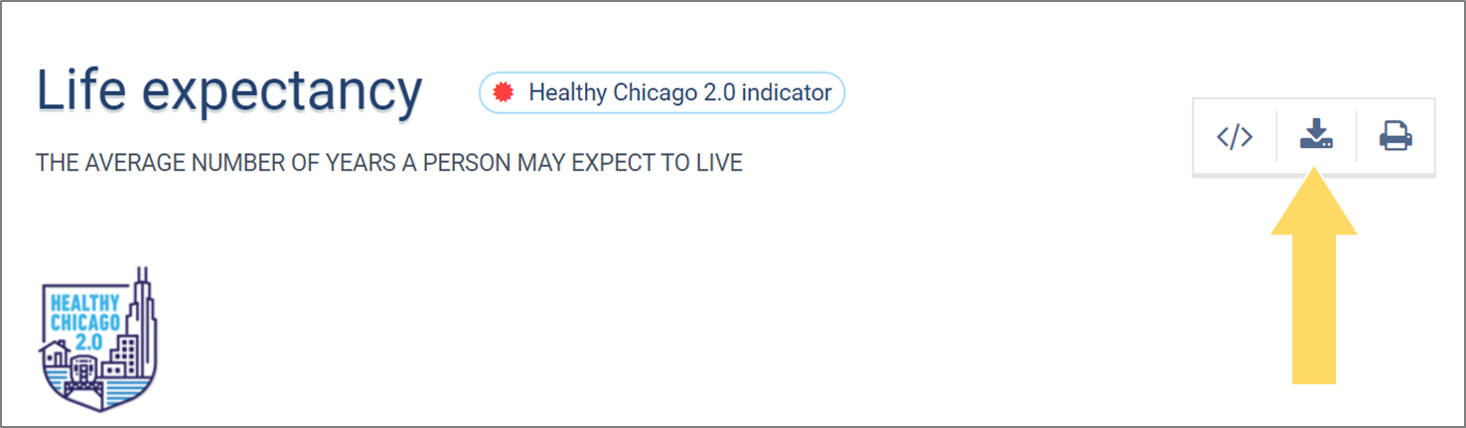 Life expectancy
Healthy Chicago 2.0 indicator
THE AVERAGE NUMBER OF YEARS A PERSON MAY EXPECT TO LIVE
</>
HEALTHY
CHICAGO
2.0